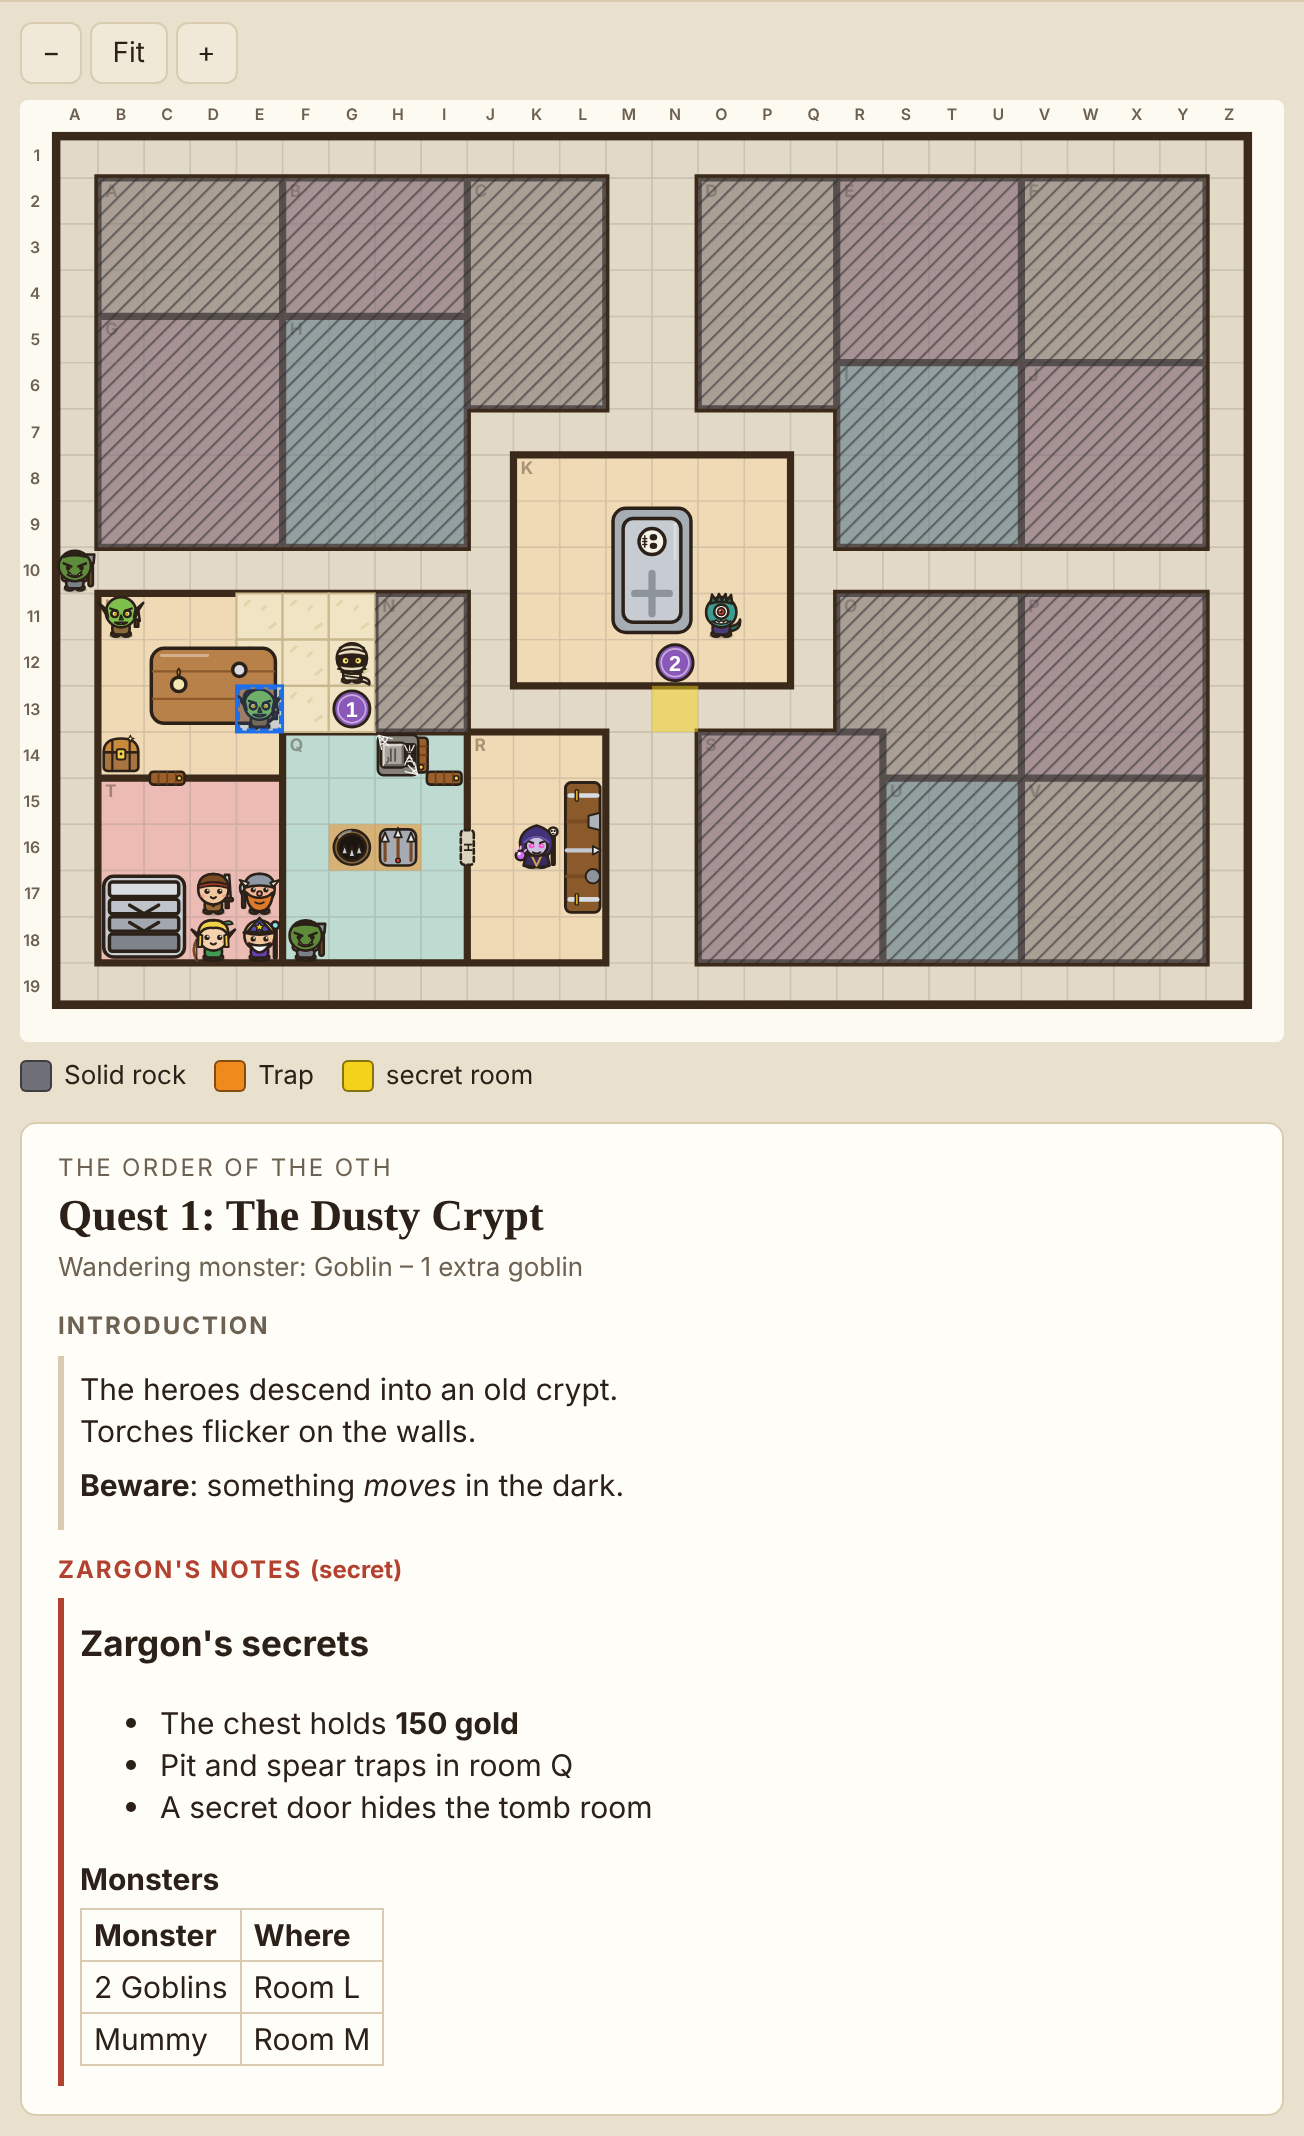 − Fit +
A B C D E F G H I J K L M N O P Q R S T U V W X Y Z
1
2
A B C D E F
3
4
5
G H
6
I J
7
8
K
9
10
11
N O P
12
2
13
1
14
Q R S
15
T U V
16
H
17
18
19
Solid rock Trap secret room
THE ORDER OF THE OTH
Quest 1: The Dusty Crypt
Wandering monster: Goblin – 1 extra goblin
INTRODUCTION
The heroes descend into an old crypt.
Torches flicker on the walls.
Beware: something moves in the dark.
ZARGON'S NOTES (secret)
Zargon's secrets
• The chest holds 150 gold
• Pit and spear traps in room Q
• A secret door hides the tomb room
Monsters
Monster Where
2 Goblins Room L
Mummy Room M